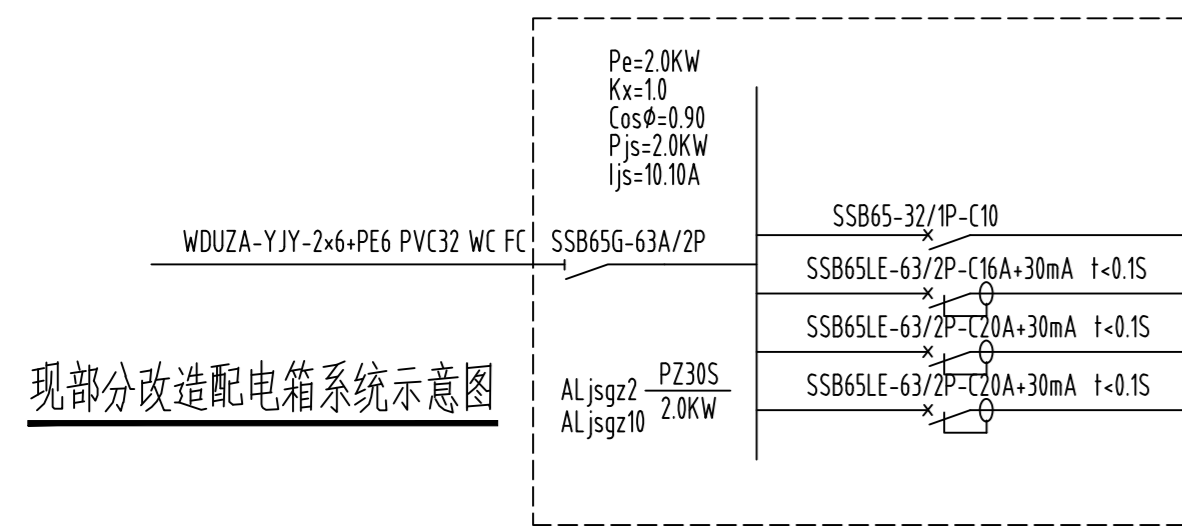 Pe=2.0KW
Kx=1.0
CosØ=0.90
Pjs=2.0KW
Ijs=10.10A
WDUZA-YJY-2×6+PE6 PVC32 WC FC
SSB65G-63A/2P
SSB65-32/1P-C10
SSB65LE-63/2P-C16A+30mA t<0.1S
SSB65LE-63/2P-C20A+30mA t<0.1S
SSB65LE-63/2P-C20A+30mA t<0.1S
现部分改造配电箱系统示意图
ALjsgz2
ALjsgz10
PZ30S
2.0KW